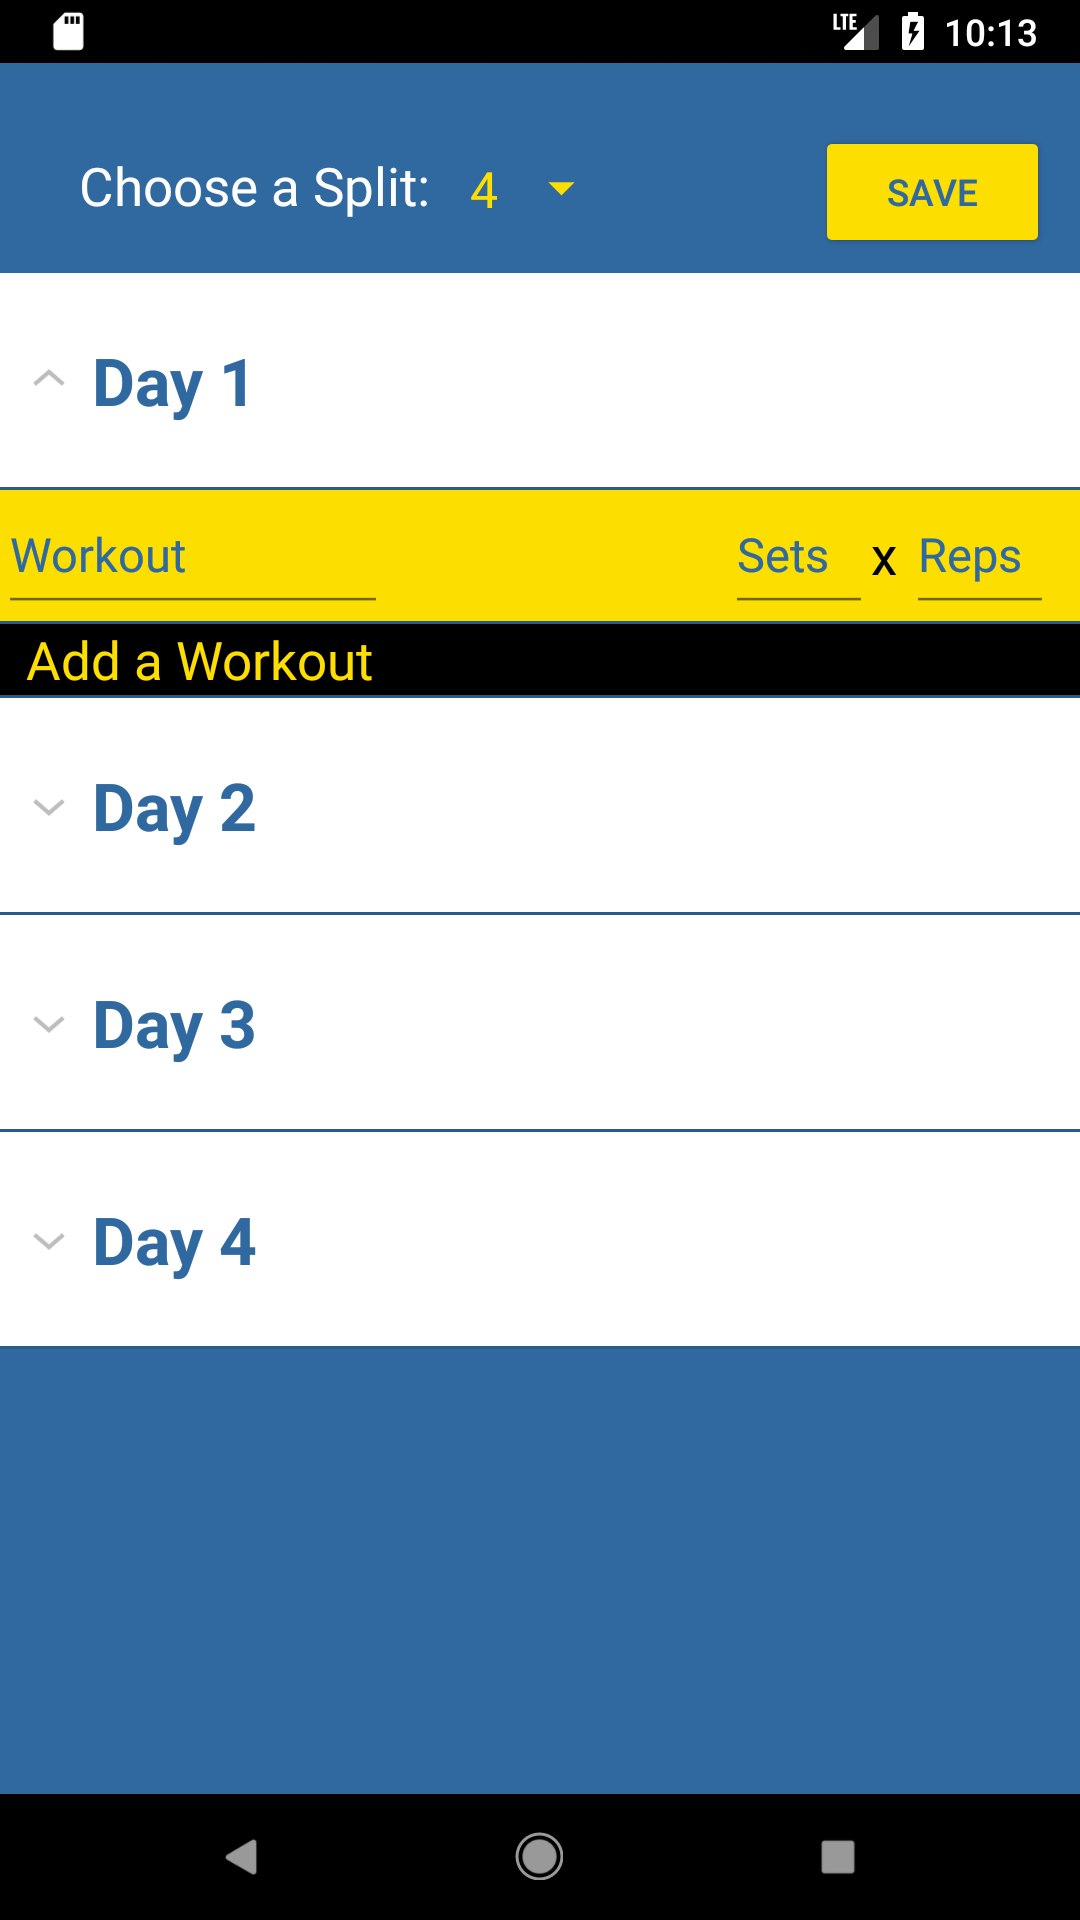 LTE 10:13
Choose a Split: 4 SAVE
Day 1
Workout Sets x Reps
Add a Workout
Day 2
Day 3
Day 4